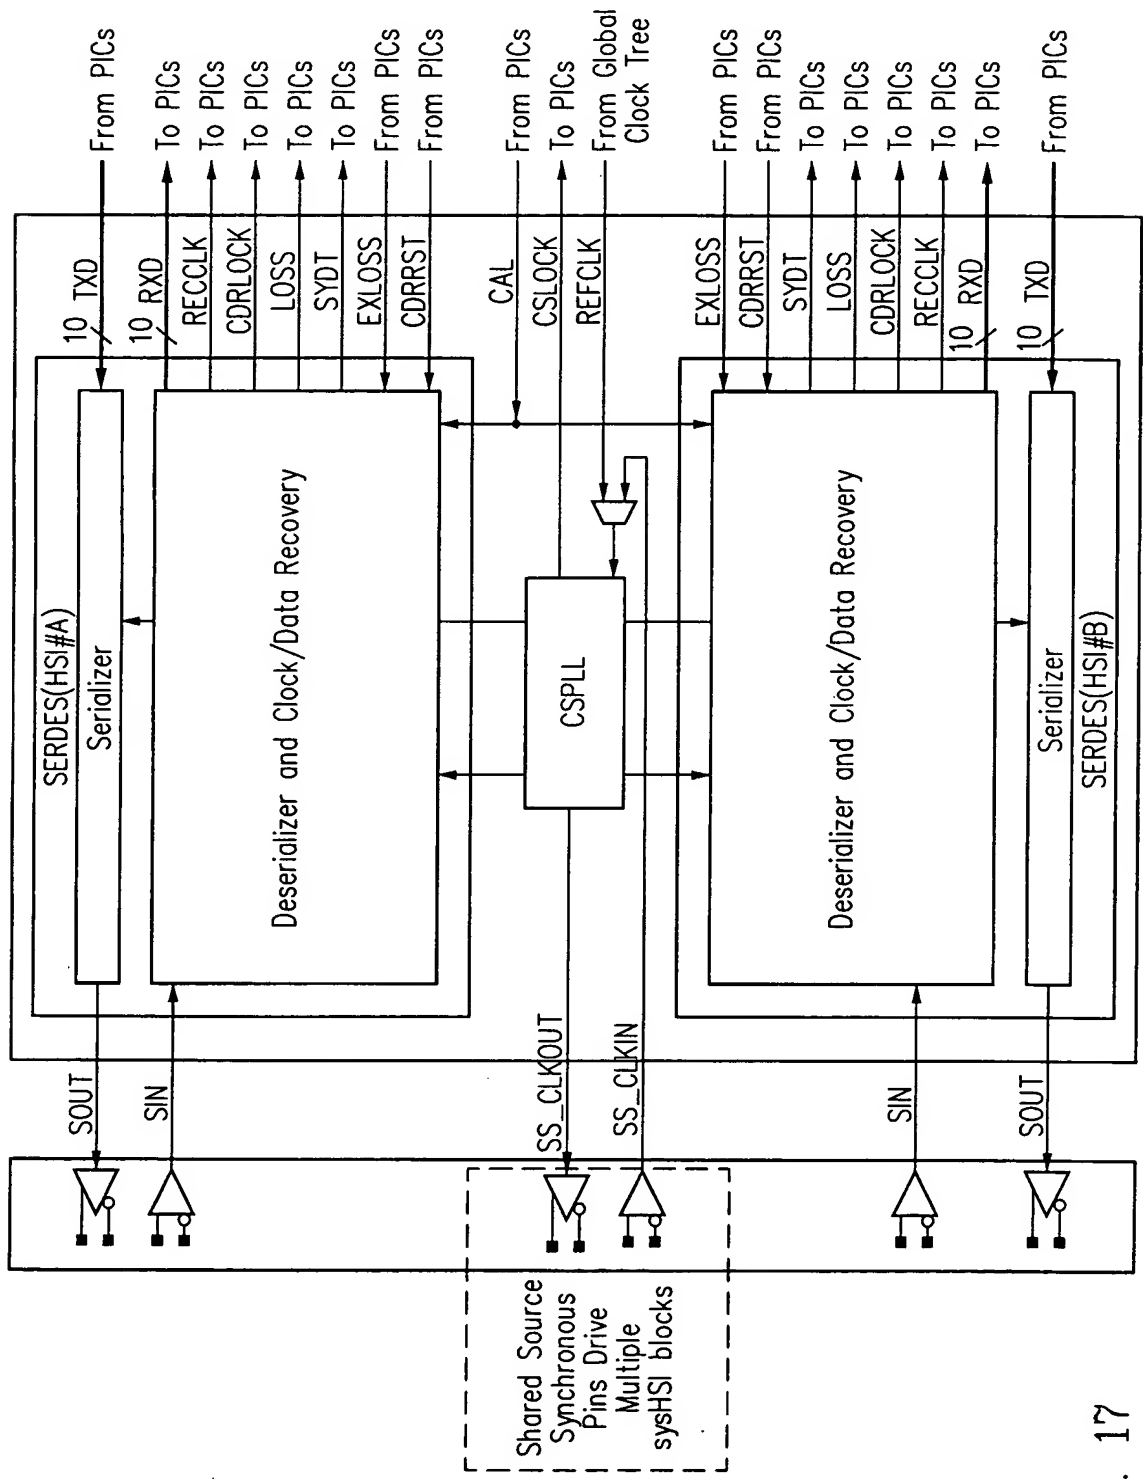 SERDES(HSI#A)
Serializer
Deserializer and Clock/Data Recovery
SOUT
SIN
10 TXD
From PICs
10 RXD
To PICs
RECCLK
To PICs
CDRLOCK
To PICs
LOSS
To PICs
SYDT
To PICs
EXLOSS
From PICs
CDRRST
From PICs
CAL
From PICs
CSLOCK
To PICs
REFCLK
From Global
Clock Tree
CSPLL
SS_CLKOUT
SS_CLKIN
Shared Source
Synchronous
Pins Drive
Multiple
sysHSI blocks
EXLOSS
From PICs
CDRRST
From PICs
SYDT
To PICs
LOSS
To PICs
CDRLOCK
To PICs
RECCLK
To PICs
10 RXD
To PICs
10 TXD
From PICs
Deserializer and Clock/Data Recovery
SIN
SOUT
Serializer
SERDES(HSI#B)
. 17